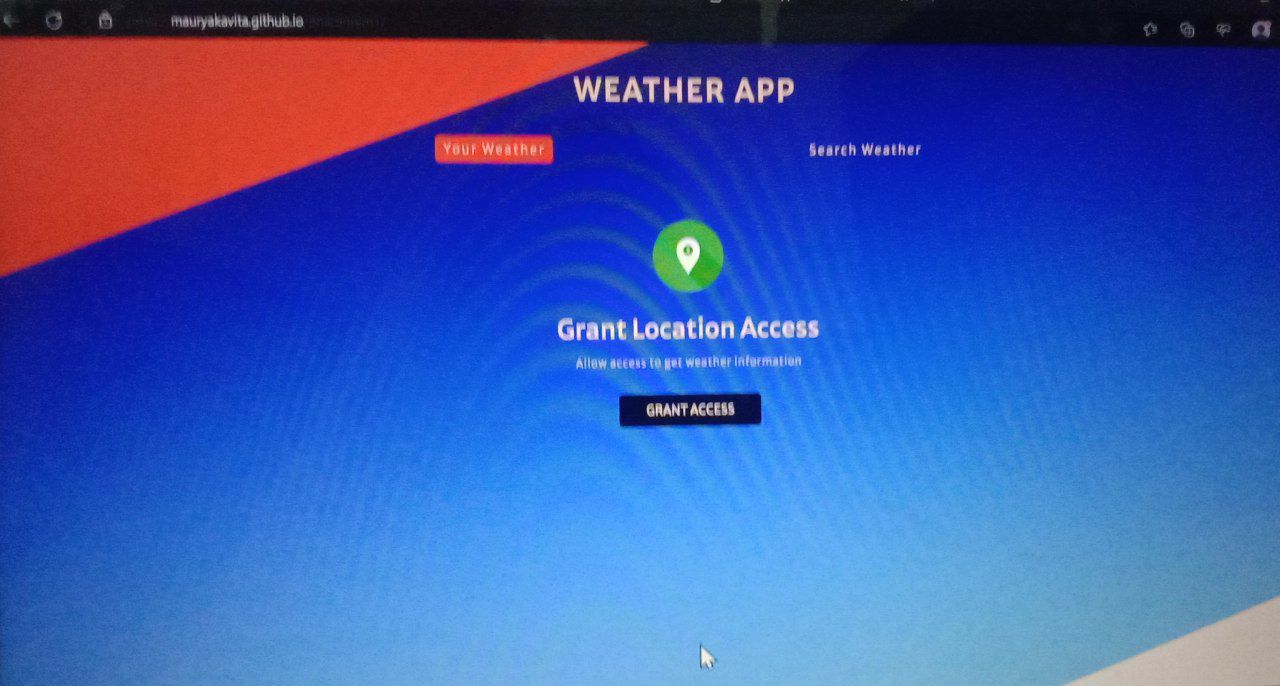 mauryakavita.github.io
WEATHER APP
Your Weather
Search Weather
Grant Location Access
Allow access to get weather information
GRANT ACCESS